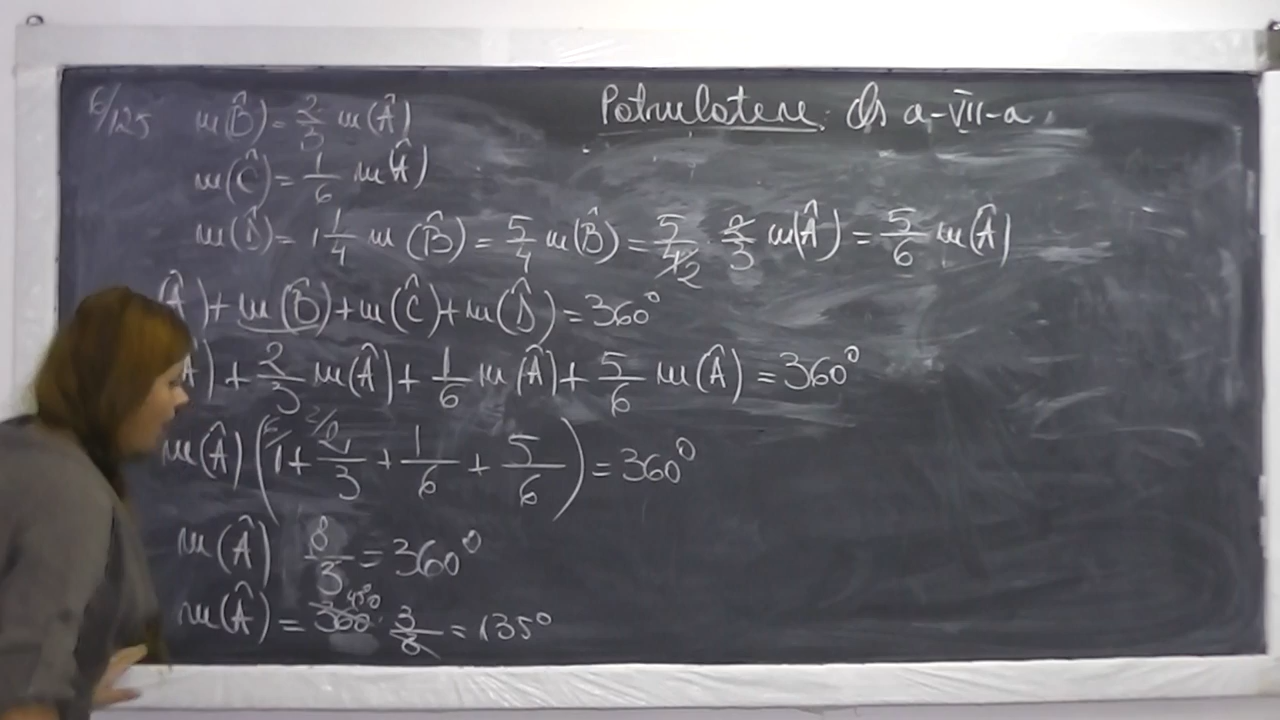 Patrulatere. Cls a-VII-a.
6/125 m(B̂) = 2/3 m(Â)
m(Ĉ) = 1/6 m(Â)
m(D̂) = 1 1/4 m(B̂) = 5/4 m(B̂) = 5/4 2 · 2/3 m(Â) = 5/6 m(Â)
Â) + m(B̂) + m(Ĉ) + m(D̂) = 360°
Â) + 2/3 m(Â) + 1/6 m(Â) + 5/6 m(Â) = 360°
m(Â) (1 + 2/3 + 1/6 + 5/6) = 360°
m(Â) 8/3 = 360°
m(Â) = 360° 45° · 3/8 = 135°